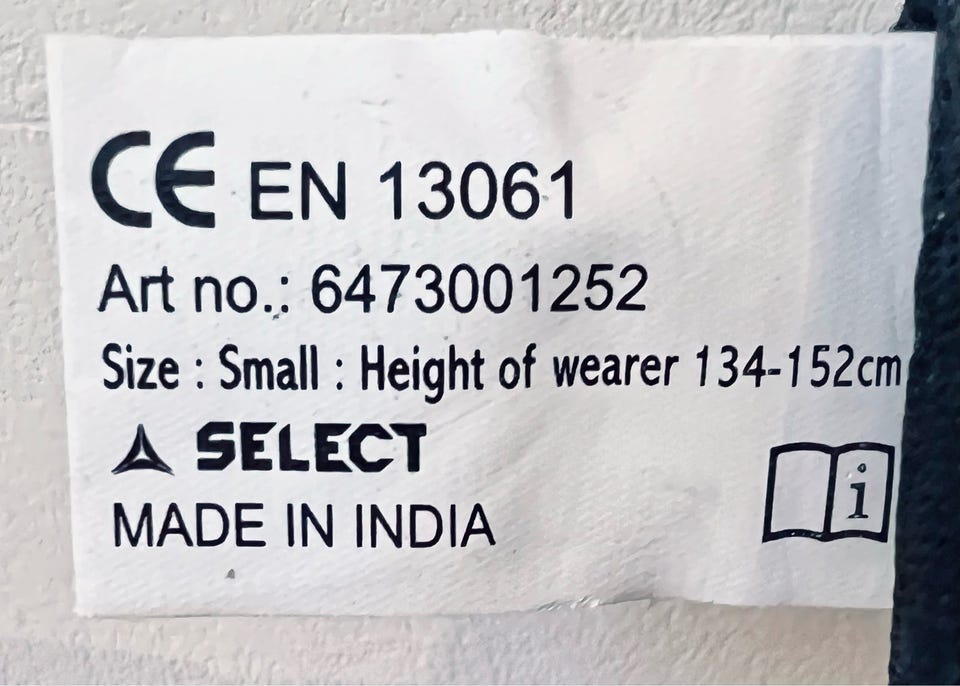 CE EN 13061
Art no.: 6473001252
Size : Small : Height of wearer 134-152cm
SELECT
MADE IN INDIA
i